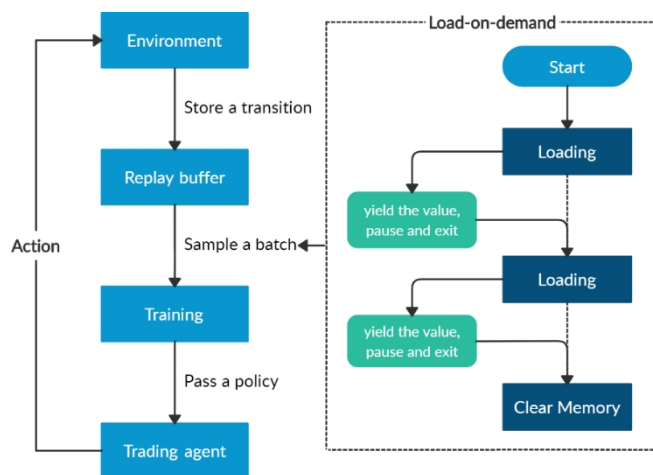 Environment
Store a transition
Replay buffer
Action
Sample a batch
Training
Pass a policy
Trading agent
Load-on-demand
Start
Loading
yield the value,
pause and exit
Loading
yield the value,
pause and exit
Clear Memory